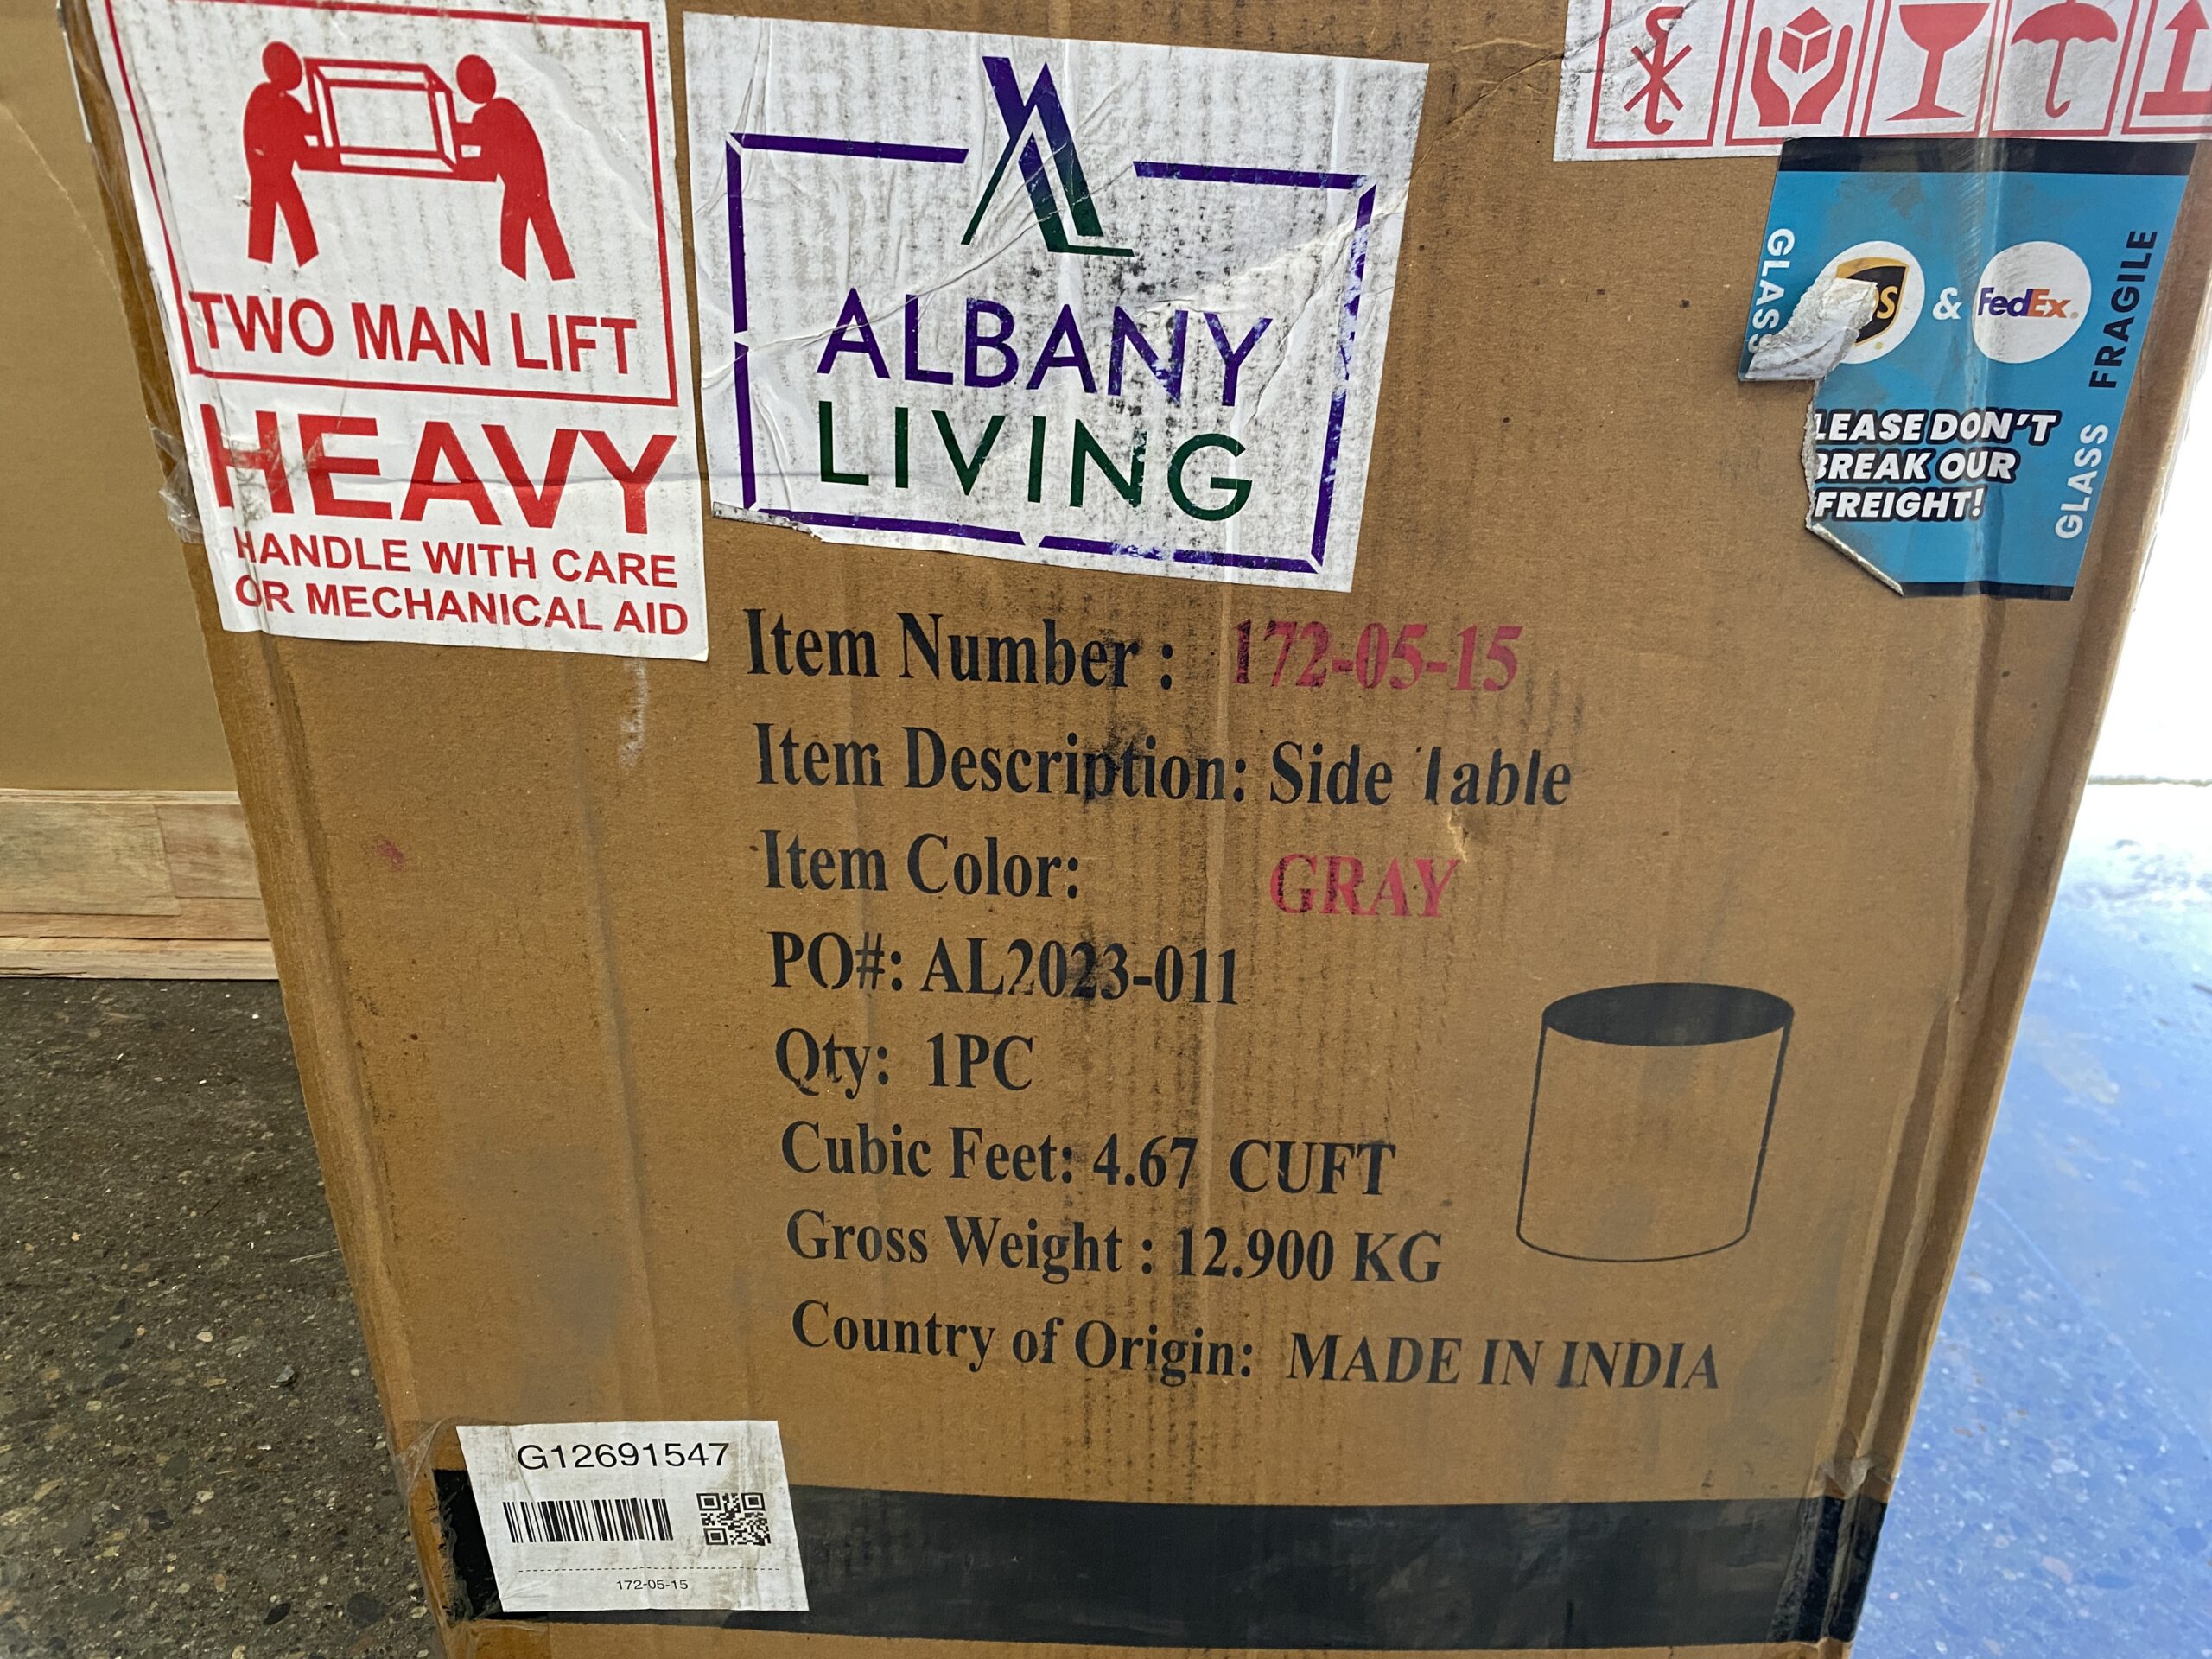 TWO MAN LIFT
HEAVY
HANDLE WITH CARE
OR MECHANICAL AID
ALBANY
LIVING
GLASS
& FedEx.
FRAGILE
GLASS
LEASE DON'T
BREAK OUR
FREIGHT!
Item Number : 172-05-15
Item Description: Side Table
Item Color: GRAY
PO#: AL2023-011
Qty: 1PC
Cubic Feet: 4.67 CUFT
Gross Weight : 12.900 KG
Country of Origin: MADE IN INDIA
G12691547
172-05-15